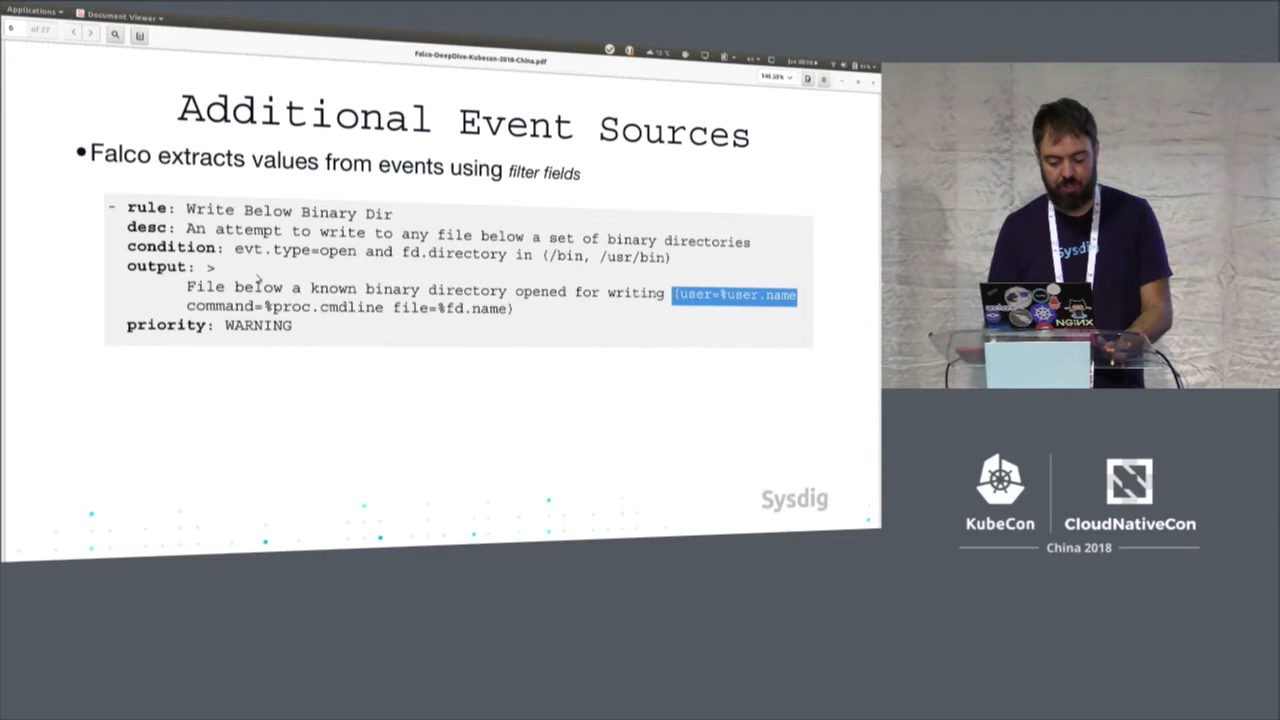 Applications
Document Viewer
6
of 27
Falco-DeepDive-Kubecon-2018-China.pdf
Additional Event Sources
•Falco extracts values from events using filter fields
- rule: Write Below Binary Dir
desc: An attempt to write to any file below a set of binary directories
condition: evt.type=open and fd.directory in (/bin, /usr/bin)
output: >
File below a known binary directory opened for writing (user=%user.name
command=%proc.cmdline file=%fd.name)
priority: WARNING
Sysdig
Sysdig
NGINX
KubeCon
CloudNativeCon
China 2018